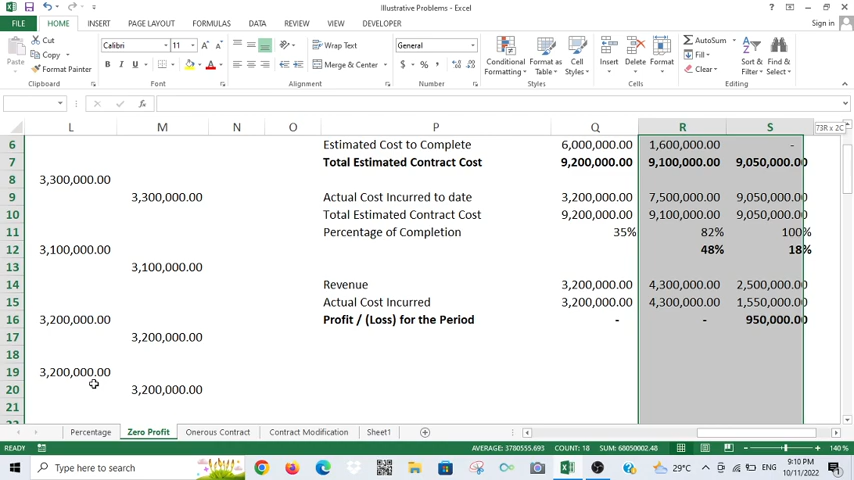 Illustrative Problems - Excel
Sign in
FILE HOME INSERT PAGE LAYOUT FORMULAS DATA REVIEW VIEW DEVELOPER
Cut
Copy
Format Painter
Paste
Clipboard
Calibri 11
B I U
Font
Wrap Text
Merge & Center
Alignment
General
$ % ,
Number
Conditional Formatting
Format as Table
Cell Styles
Styles
Insert Delete Format
Cells
AutoSum
Fill
Clear
Sort & Filter
Find & Select
Editing
fx
L M N O P Q R S
73R x 2C
6 Estimated Cost to Complete 6,000,000.00 1,600,000.00 -
7 Total Estimated Contract Cost 9,200,000.00 9,100,000.00 9,050,000.00
8 3,300,000.00
9 3,300,000.00 Actual Cost Incurred to date 3,200,000.00 7,500,000.00 9,050,000.00
10 Total Estimated Contract Cost 9,200,000.00 9,100,000.00 9,050,000.00
11 Percentage of Completion 35% 82% 100%
12 3,100,000.00 48% 18%
13 3,100,000.00
14 Revenue 3,200,000.00 4,300,000.00 2,500,000.00
15 Actual Cost Incurred 3,200,000.00 4,300,000.00 1,550,000.00
16 3,200,000.00 Profit / (Loss) for the Period - - 950,000.00
17 3,200,000.00
18
19 3,200,000.00
20 3,200,000.00
21
Percentage Zero Profit Onerous Contract Contract Modification Sheet1
READY AVERAGE: 3780555.693 COUNT: 18 SUM: 68050002.48 140 %
Type here to search
29°C
ENG
9:10 PM
10/11/2022